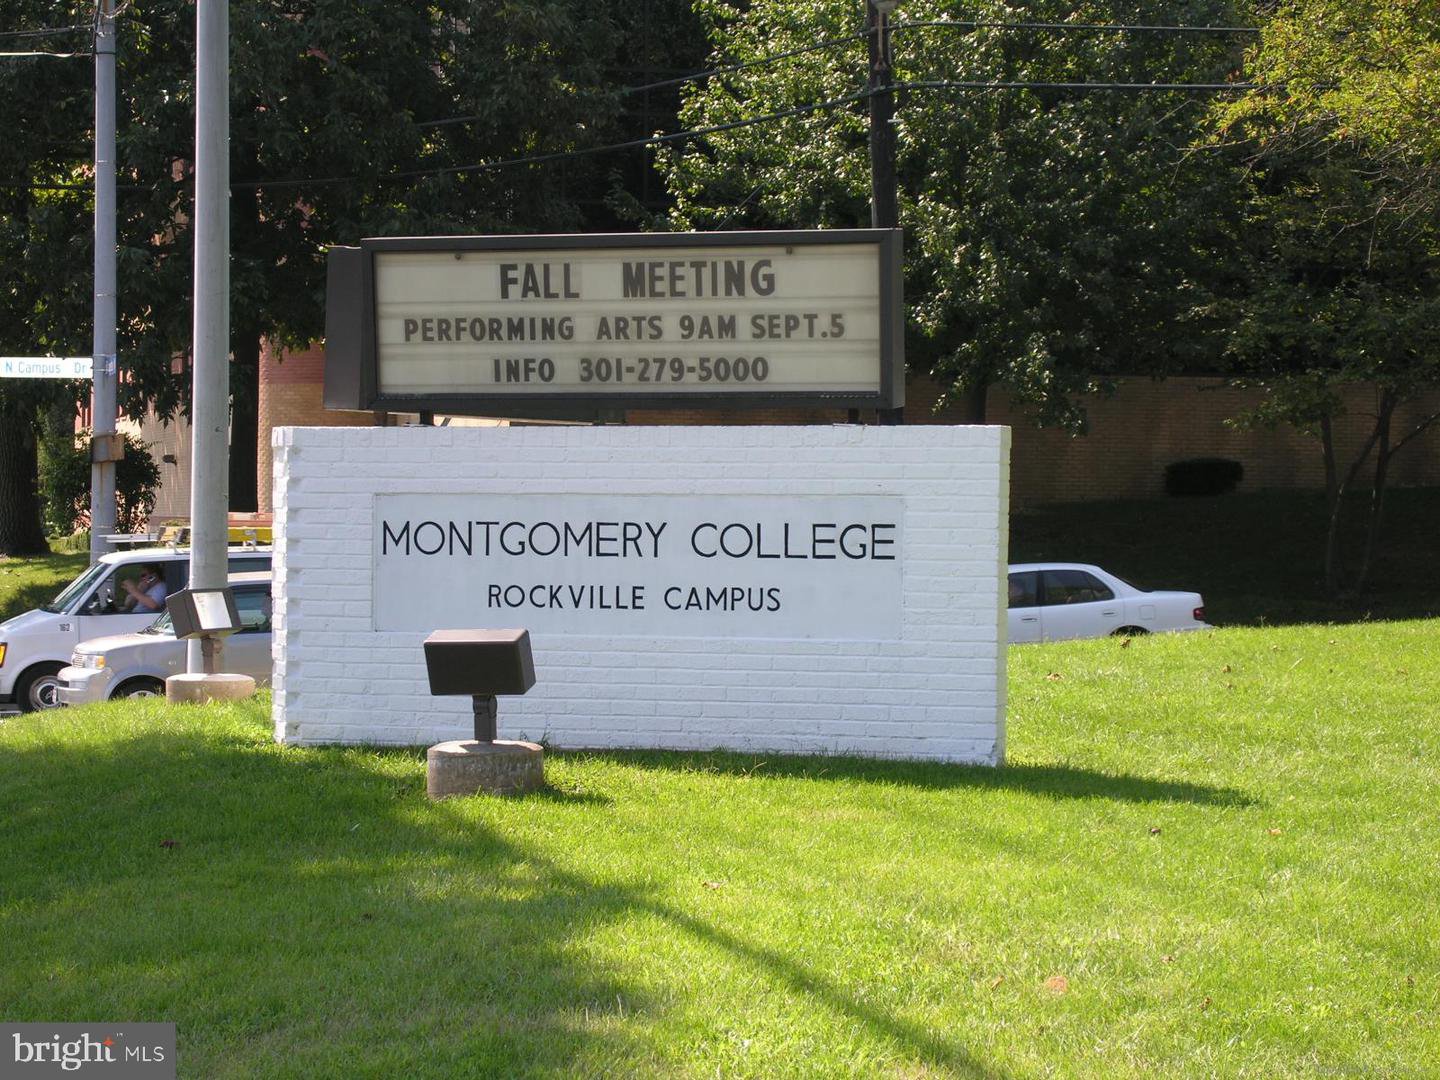 FALL MEETING
PERFORMING ARTS 9AM SEPT.5
INFO 301-279-5000
N Campus Dr
MONTGOMERY COLLEGE
ROCKVILLE CAMPUS
162
bright MLS